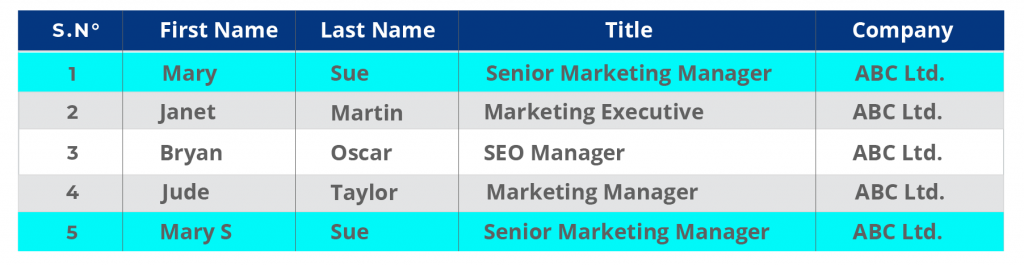 S.N° First Name Last Name Title Company
1 Mary Sue Senior Marketing Manager ABC Ltd.
2 Janet Martin Marketing Executive ABC Ltd.
3 Bryan Oscar SEO Manager ABC Ltd.
4 Jude Taylor Marketing Manager ABC Ltd.
5 Mary S Sue Senior Marketing Manager ABC Ltd.